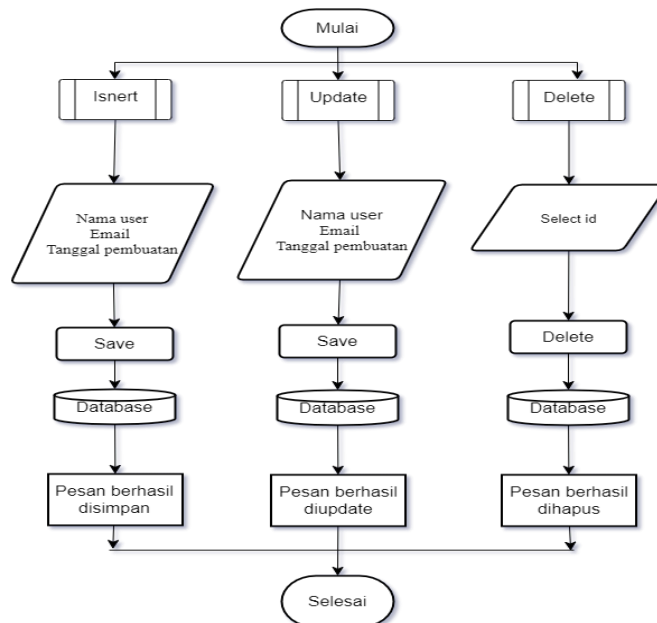 Mulai
Isnert
Update
Delete
Nama user
Email
Tanggal pembuatan
Nama user
Email
Tanggal pembuatan
Select id
Save
Save
Delete
Database
Database
Database
Pesan berhasil
disimpan
Pesan berhasil
diupdate
Pesan berhasil
dihapus
Selesai